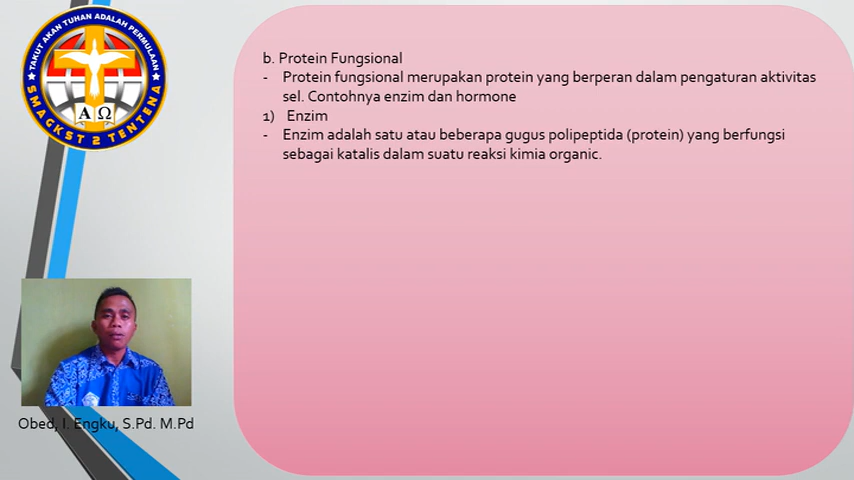 TAKUT AKAN TUHAN ADALAH PERMULAAN
Α Ω
SMAGKST 2 TENTENA
b. Protein Fungsional
- Protein fungsional merupakan protein yang berperan dalam pengaturan aktivitas
sel. Contohnya enzim dan hormone
1) Enzim
- Enzim adalah satu atau beberapa gugus polipeptida (protein) yang berfungsi
sebagai katalis dalam suatu reaksi kimia organic.
Obed, I. Engku, S.Pd. M.Pd